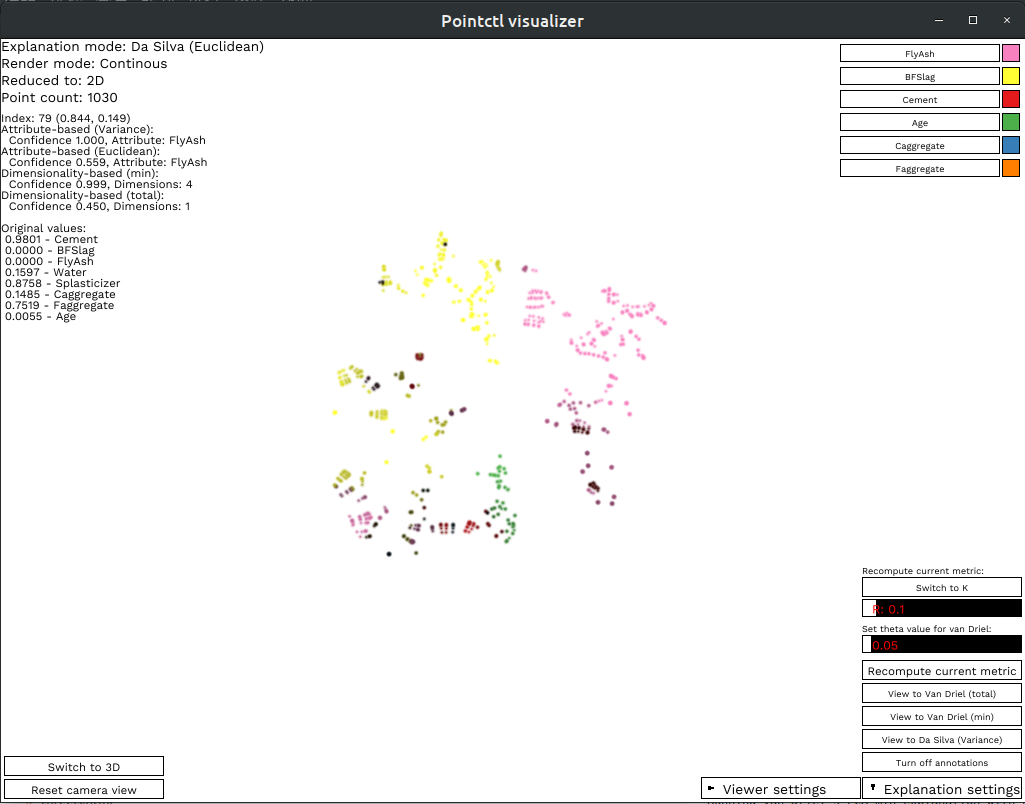 Pointctl visualizer
Explanation mode: Da Silva (Euclidean)
Render mode: Continous
Reduced to: 2D
Point count: 1030
Index: 79 (0.844, 0.149)
Attribute-based (Variance):
Confidence 1.000, Attribute: FlyAsh
Attribute-based (Euclidean):
Confidence 0.559, Attribute: FlyAsh
Dimensionality-based (min):
Confidence 0.999, Dimensions: 4
Dimensionality-based (total):
Confidence 0.450, Dimensions: 1
Original values:
0.9801 - Cement
0.0000 - BFSlag
0.0000 - FlyAsh
0.1597 - Water
0.8758 - Splasticizer
0.1485 - Caggregate
0.7519 - Faggregate
0.0055 - Age
FlyAsh
BFSlag
Cement
Age
Caggregate
Faggregate
Recompute current metric:
Switch to K
R: 0.1
Set theta value for van Driel:
0.05
Recompute current metric
View to Van Driel (total)
View to Van Driel (min)
View to Da Silva (Variance)
Turn off annotations
Switch to 3D
Reset camera view
Viewer settings
Explanation settings